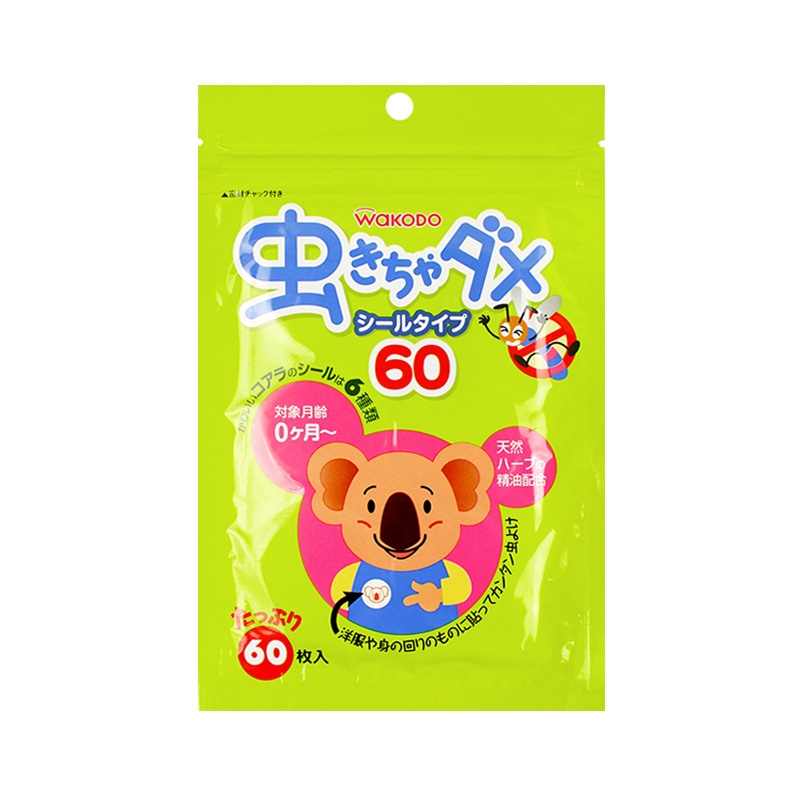 ▲密封チャック付き
WAKODO
虫きちゃダメ
シールタイプ
60
かわいいコアラのシールは6種類
対象月齢
0ヶ月～
天然
ハーブの
精油配合
洋服や身の回りのものに貼ってカンタン虫よけ
たっぷり
60枚入